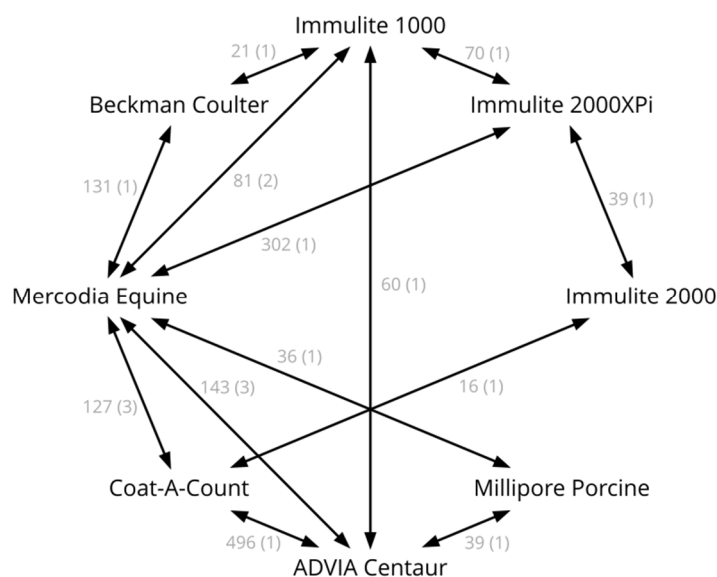 Immulite 1000
21 (1)
70 (1)
Beckman Coulter
Immulite 2000XPi
131 (1)
81 (2)
39 (1)
302 (1)
60 (1)
Mercodia Equine
Immulite 2000
36 (1)
143 (3)
16 (1)
127 (3)
Coat-A-Count
Millipore Porcine
496 (1)
39 (1)
ADVIA Centaur